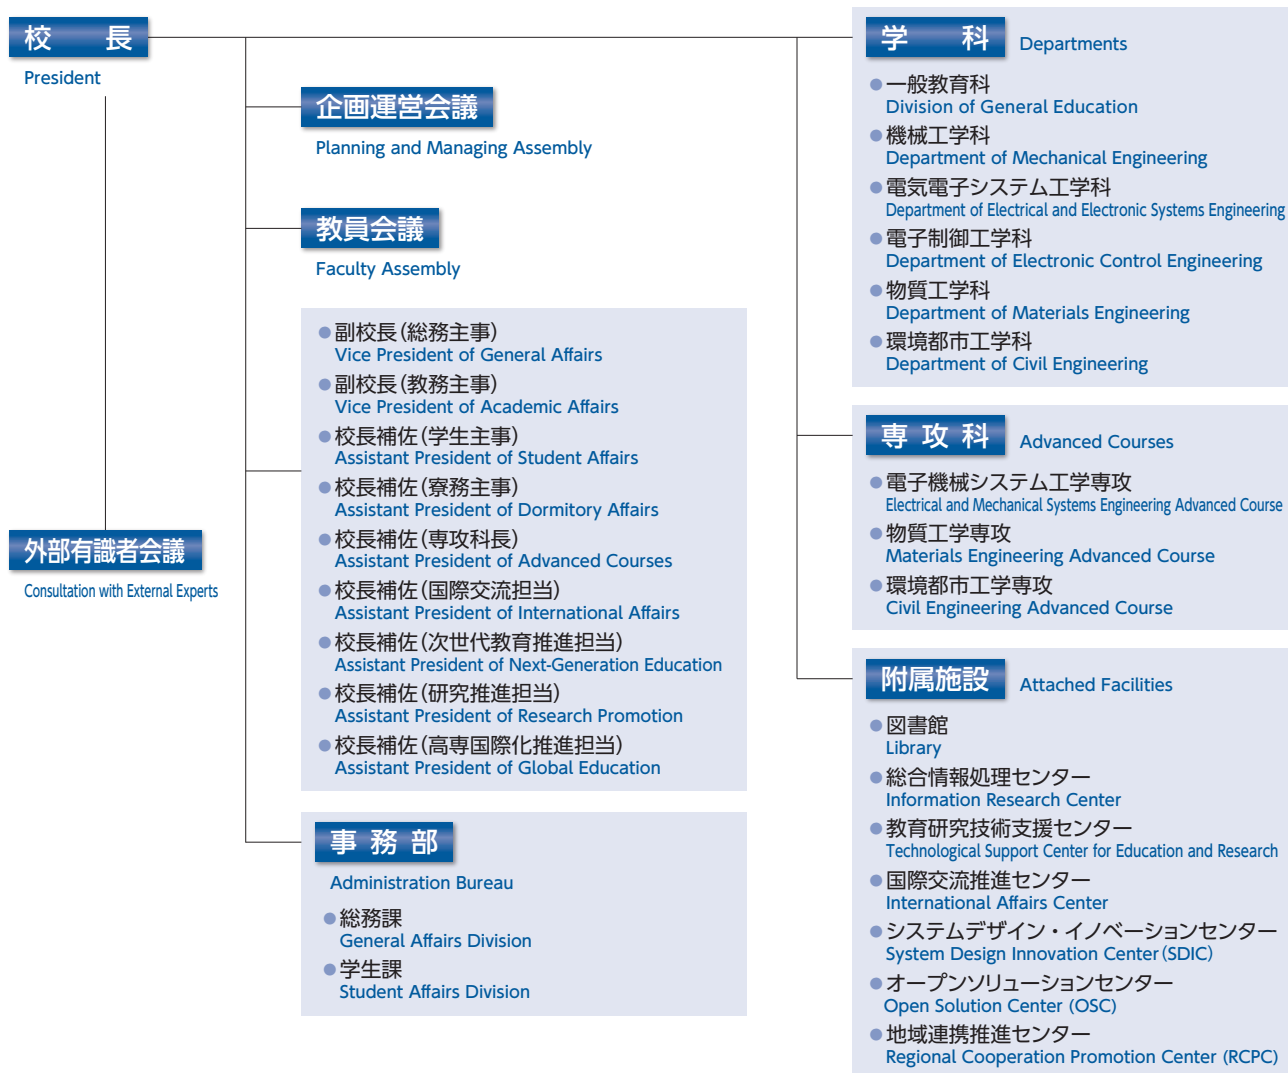 校長
President
企画運営会議
Planning and Managing Assembly
教員会議
Faculty Assembly
●副校長(総務主事)
Vice President of General Affairs
●副校長(教務主事)
Vice President of Academic Affairs
●校長補佐(学生主事)
Assistant President of Student Affairs
●校長補佐(寮務主事)
Assistant President of Dormitory Affairs
●校長補佐(専攻科長)
Assistant President of Advanced Courses
●校長補佐(国際交流担当)
Assistant President of International Affairs
●校長補佐(次世代教育推進担当)
Assistant President of Next-Generation Education
●校長補佐(研究推進担当)
Assistant President of Research Promotion
●校長補佐(高専国際化推進担当)
Assistant President of Global Education
外部有識者会議
Consultation with External Experts
事務部
Administration Bureau
●総務課
General Affairs Division
●学生課
Student Affairs Division
学科 Departments
●一般教育科
Division of General Education
●機械工学科
Department of Mechanical Engineering
●電気電子システム工学科
Department of Electrical and Electronic Systems Engineering
●電子制御工学科
Department of Electronic Control Engineering
●物質工学科
Department of Materials Engineering
●環境都市工学科
Department of Civil Engineering
専攻科 Advanced Courses
●電子機械システム工学専攻
Electrical and Mechanical Systems Engineering Advanced Course
●物質工学専攻
Materials Engineering Advanced Course
●環境都市工学専攻
Civil Engineering Advanced Course
附属施設 Attached Facilities
●図書館
Library
●総合情報処理センター
Information Research Center
●教育研究技術支援センター
Technological Support Center for Education and Research
●国際交流推進センター
International Affairs Center
●システムデザイン・イノベーションセンター
System Design Innovation Center(SDIC)
●オープンソリューションセンター
Open Solution Center (OSC)
●地域連携推進センター
Regional Cooperation Promotion Center (RCPC)